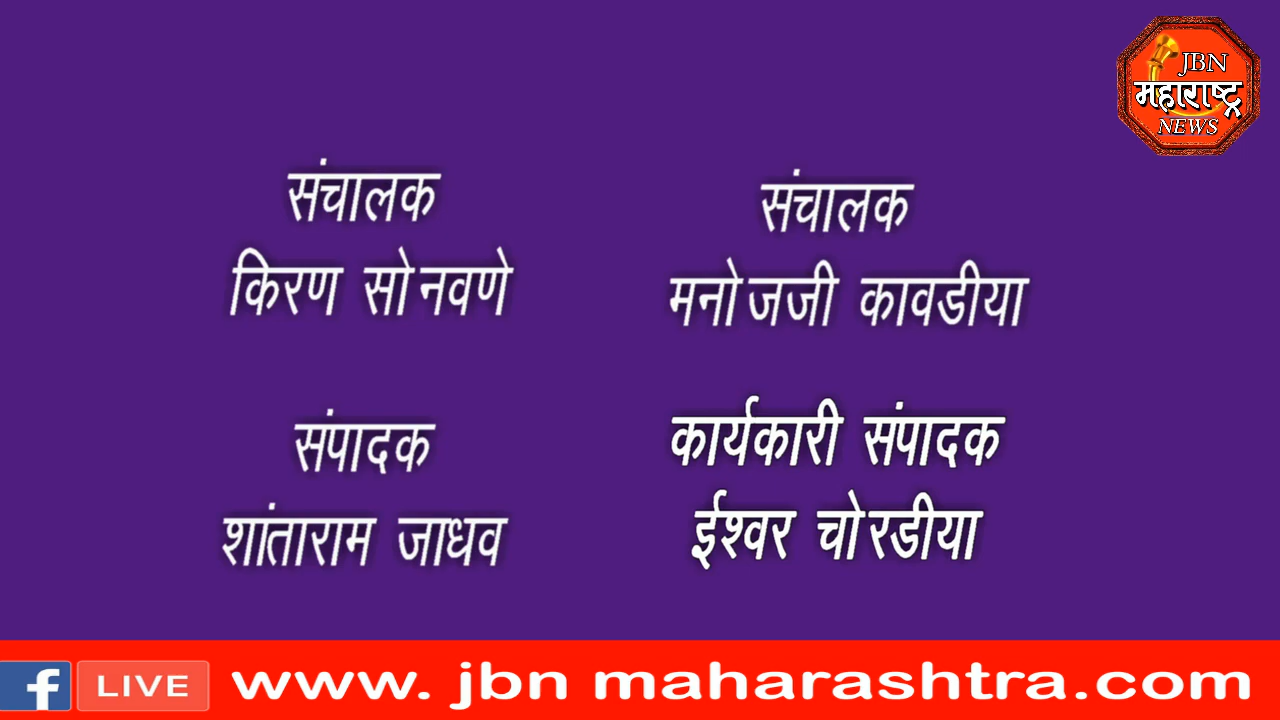 JBN
महाराष्ट्र
NEWS
संचालक
किरण सोनवणे
संचालक
मनोजजी कावडीया
संपादक
शांताराम जाधव
कार्यकारी संपादक
ईश्वर चोरडीया
f LIVE www. jbn maharashtra.com